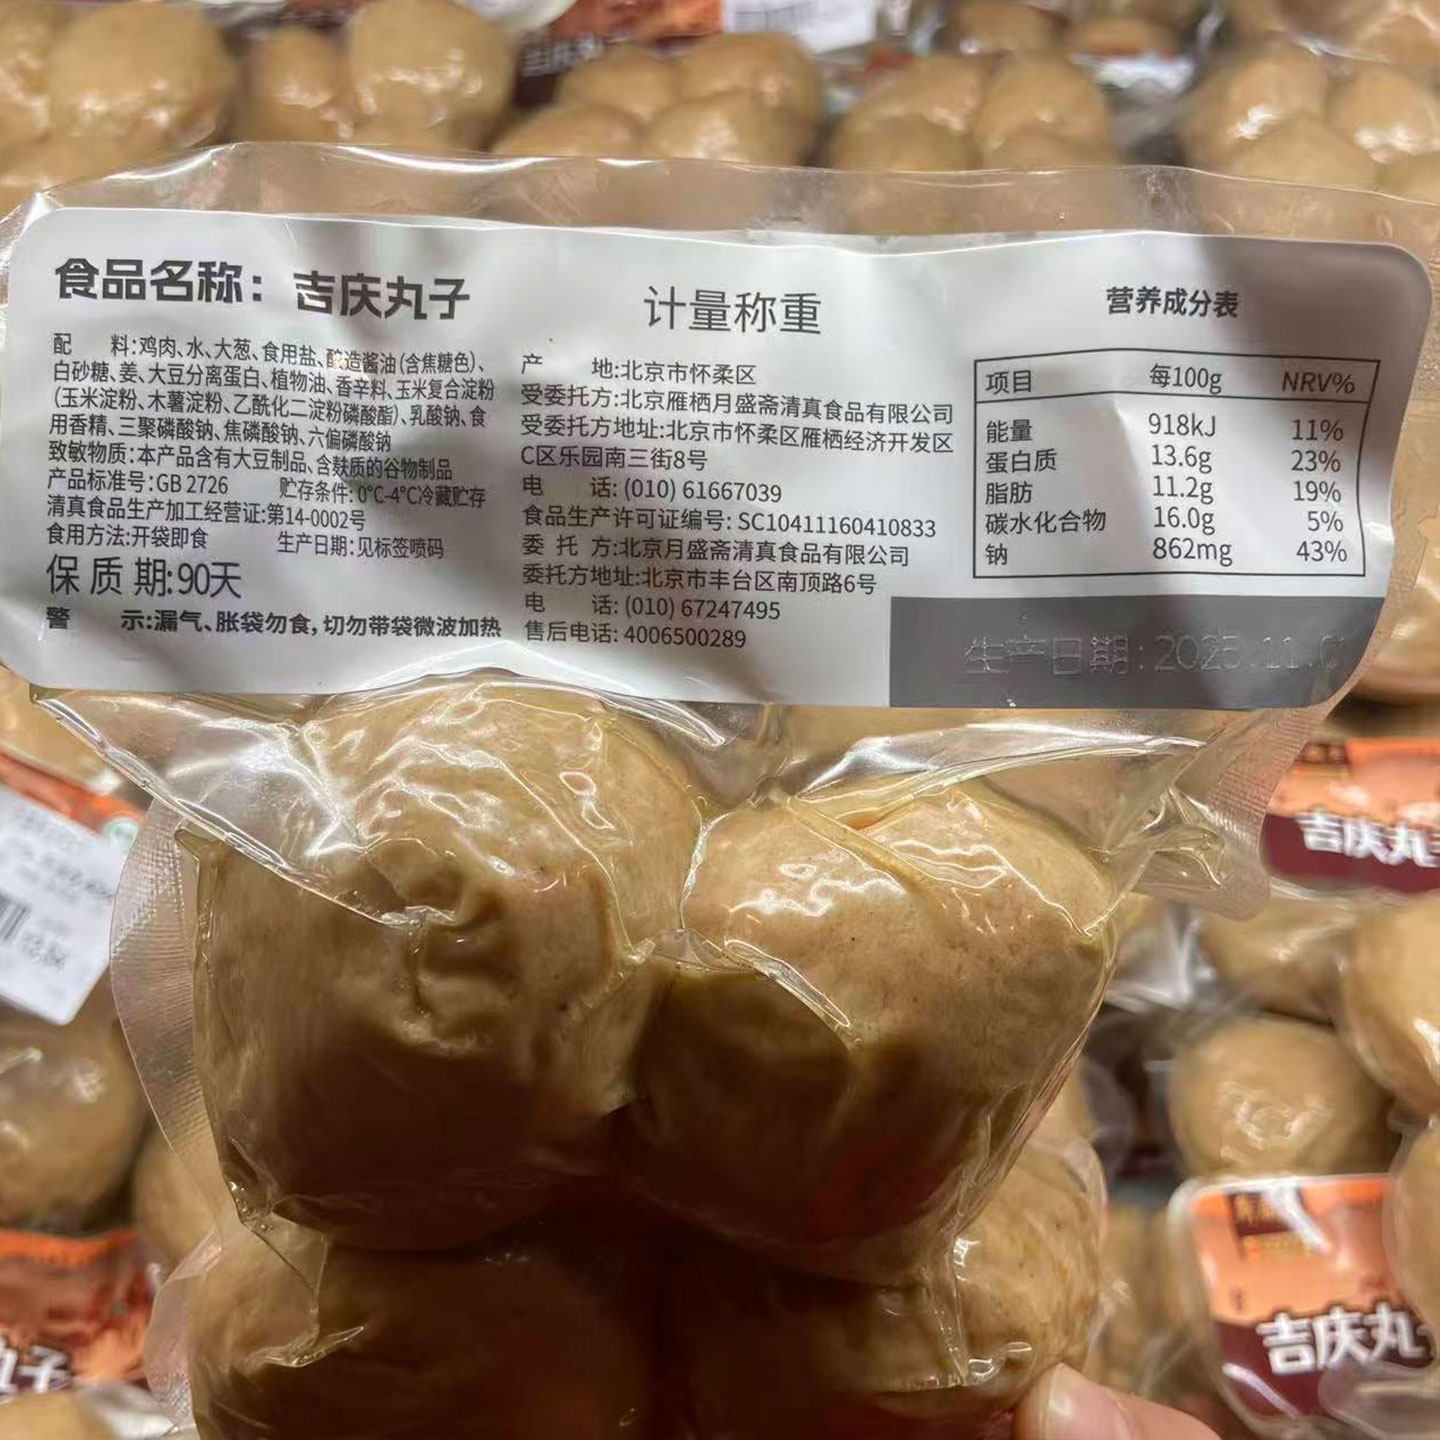 食品名称：吉庆丸子
配 料:鸡肉、水、大葱、食用盐、酿造酱油(含焦糖色)、
白砂糖、姜、大豆分离蛋白、植物油、香辛料、玉米复合淀粉
(玉米淀粉、木薯淀粉、乙酰化二淀粉磷酸酯)、乳酸钠、食
用香精、三聚磷酸钠、焦磷酸钠、六偏磷酸钠
致敏物质:本产品含有大豆制品、含麸质的谷物制品
产品标准号:GB 2726 贮存条件: 0°C-4°C冷藏贮存
清真食品生产加工经营证:第14-0002号
食用方法:开袋即食 生产日期:见标签喷码
保 质 期:90天
警 示:漏气、胀袋勿食,切勿带袋微波加热
计量称重
产 地:北京市怀柔区
受委托方:北京雁栖月盛斋清真食品有限公司
受委托方地址:北京市怀柔区雁栖经济开发区
C区乐园南三街8号
电 话: (010) 61667039
食品生产许可证编号: SC10411160410833
委 托 方:北京月盛斋清真食品有限公司
委托方地址:北京市丰台区南顶路6号
电 话: (010) 67247495
售后电话: 4006500289
营养成分表
项目 每100g NRV%
能量 918kJ 11%
蛋白质 13.6g 23%
脂肪 11.2g 19%
碳水化合物 16.0g 5%
钠 862mg 43%
生产日期: 2025.11.0
吉庆丸
吉庆丸
丸子